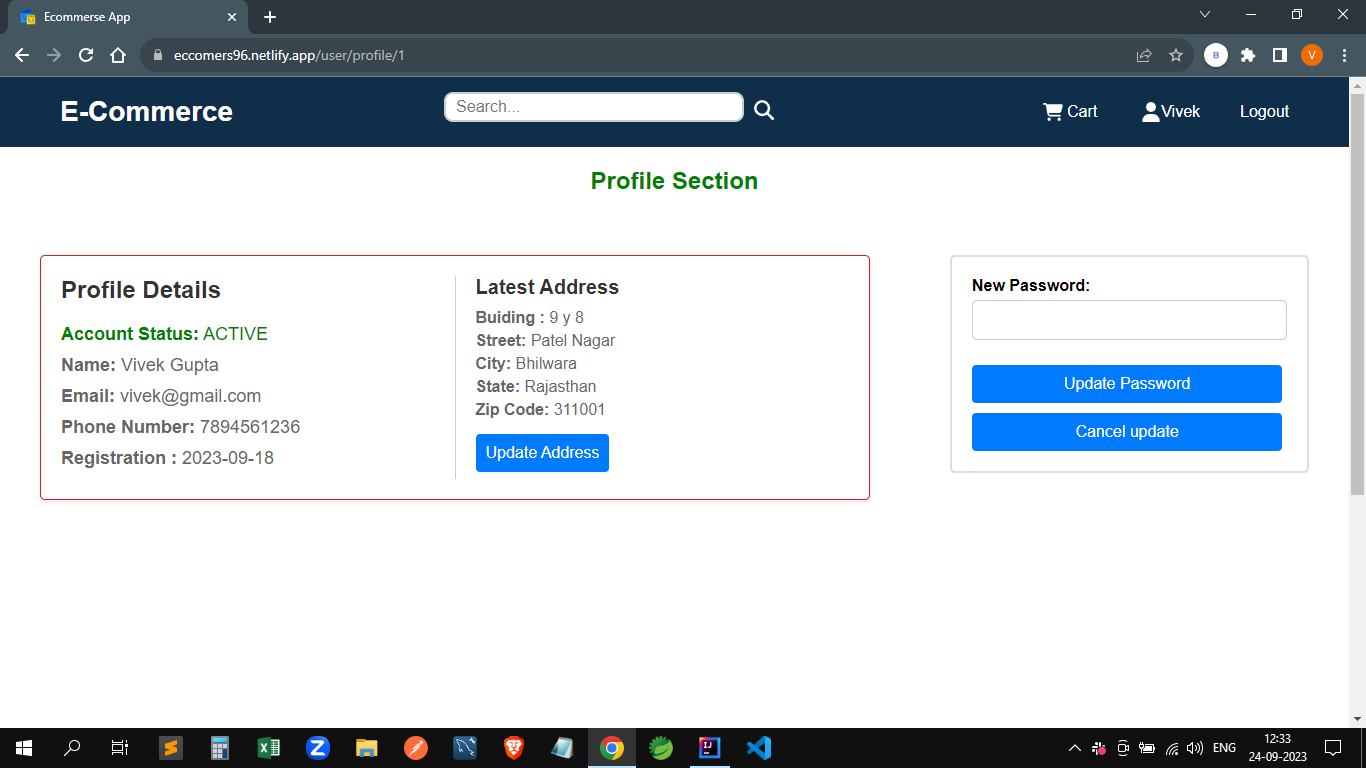 Ecommerse App
eccomers96.netlify.app/user/profile/1
B
V
E-Commerce
Search...
Cart
Vivek
Logout
Profile Section
Profile Details
Account Status: ACTIVE
Name: Vivek Gupta
Email: vivek@gmail.com
Phone Number: 7894561236
Registration : 2023-09-18
Latest Address
Buiding : 9 y 8
Street: Patel Nagar
City: Bhilwara
State: Rajasthan
Zip Code: 311001
Update Address
New Password:
Update Password
Cancel update
ENG
12:33
24-09-2023